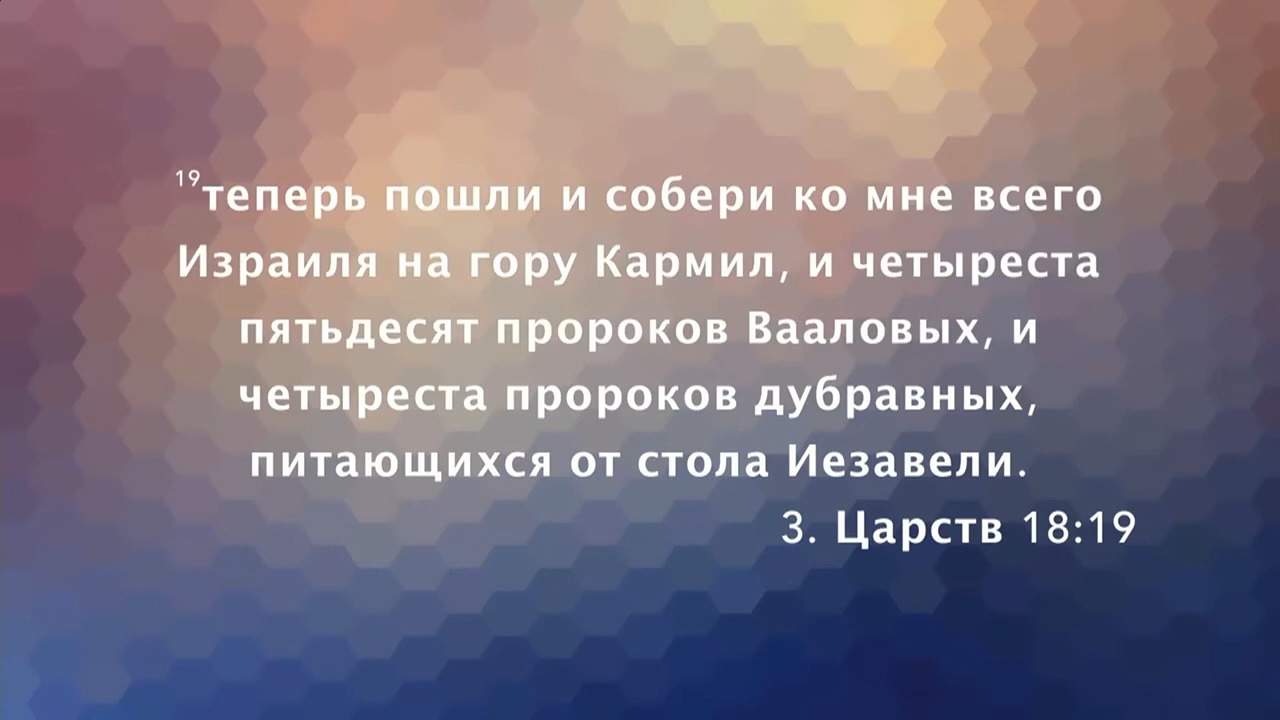 19теперь пошли и собери ко мне всего
Израиля на гору Кармил, и четыреста
пятьдесят пророков Вааловых, и
четыреста пророков дубравных,
питающихся от стола Иезавели.
3. Царств 18:19